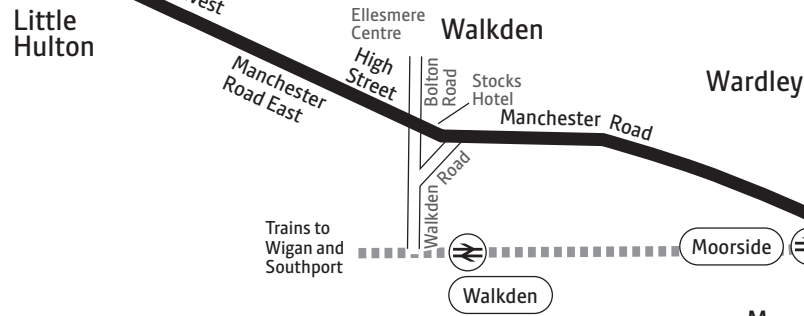 Little
Hulton
Ellesmere
Centre
Walkden
High
Street
Bolton
Road
Stocks
Hotel
Wardley
Manchester
Road East
Manchester Road
Walkden Road
Trains to
Wigan and
Southport
Moorside
Walkden